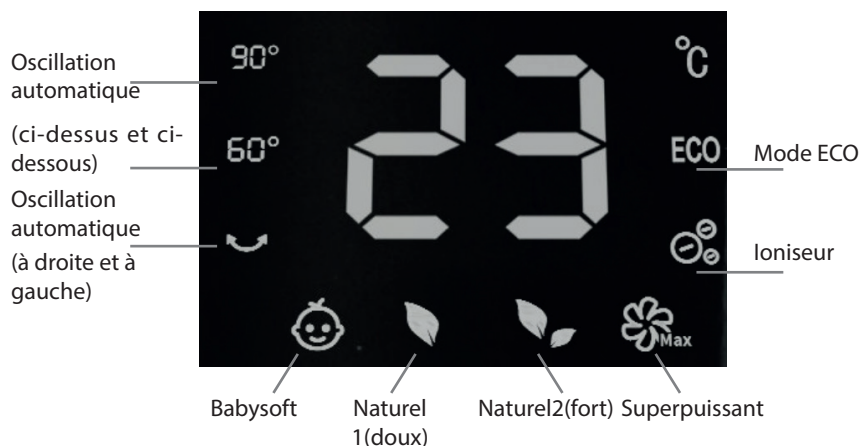 Oscillation
automatique
(ci-dessus et ci-
dessous)
Oscillation
automatique
(à droite et à
gauche)
90°
60°
23
°C
ECO
Max
Mode ECO
Ioniseur
Babysoft
Naturel
1(doux)
Naturel2(fort)
Superpuissant